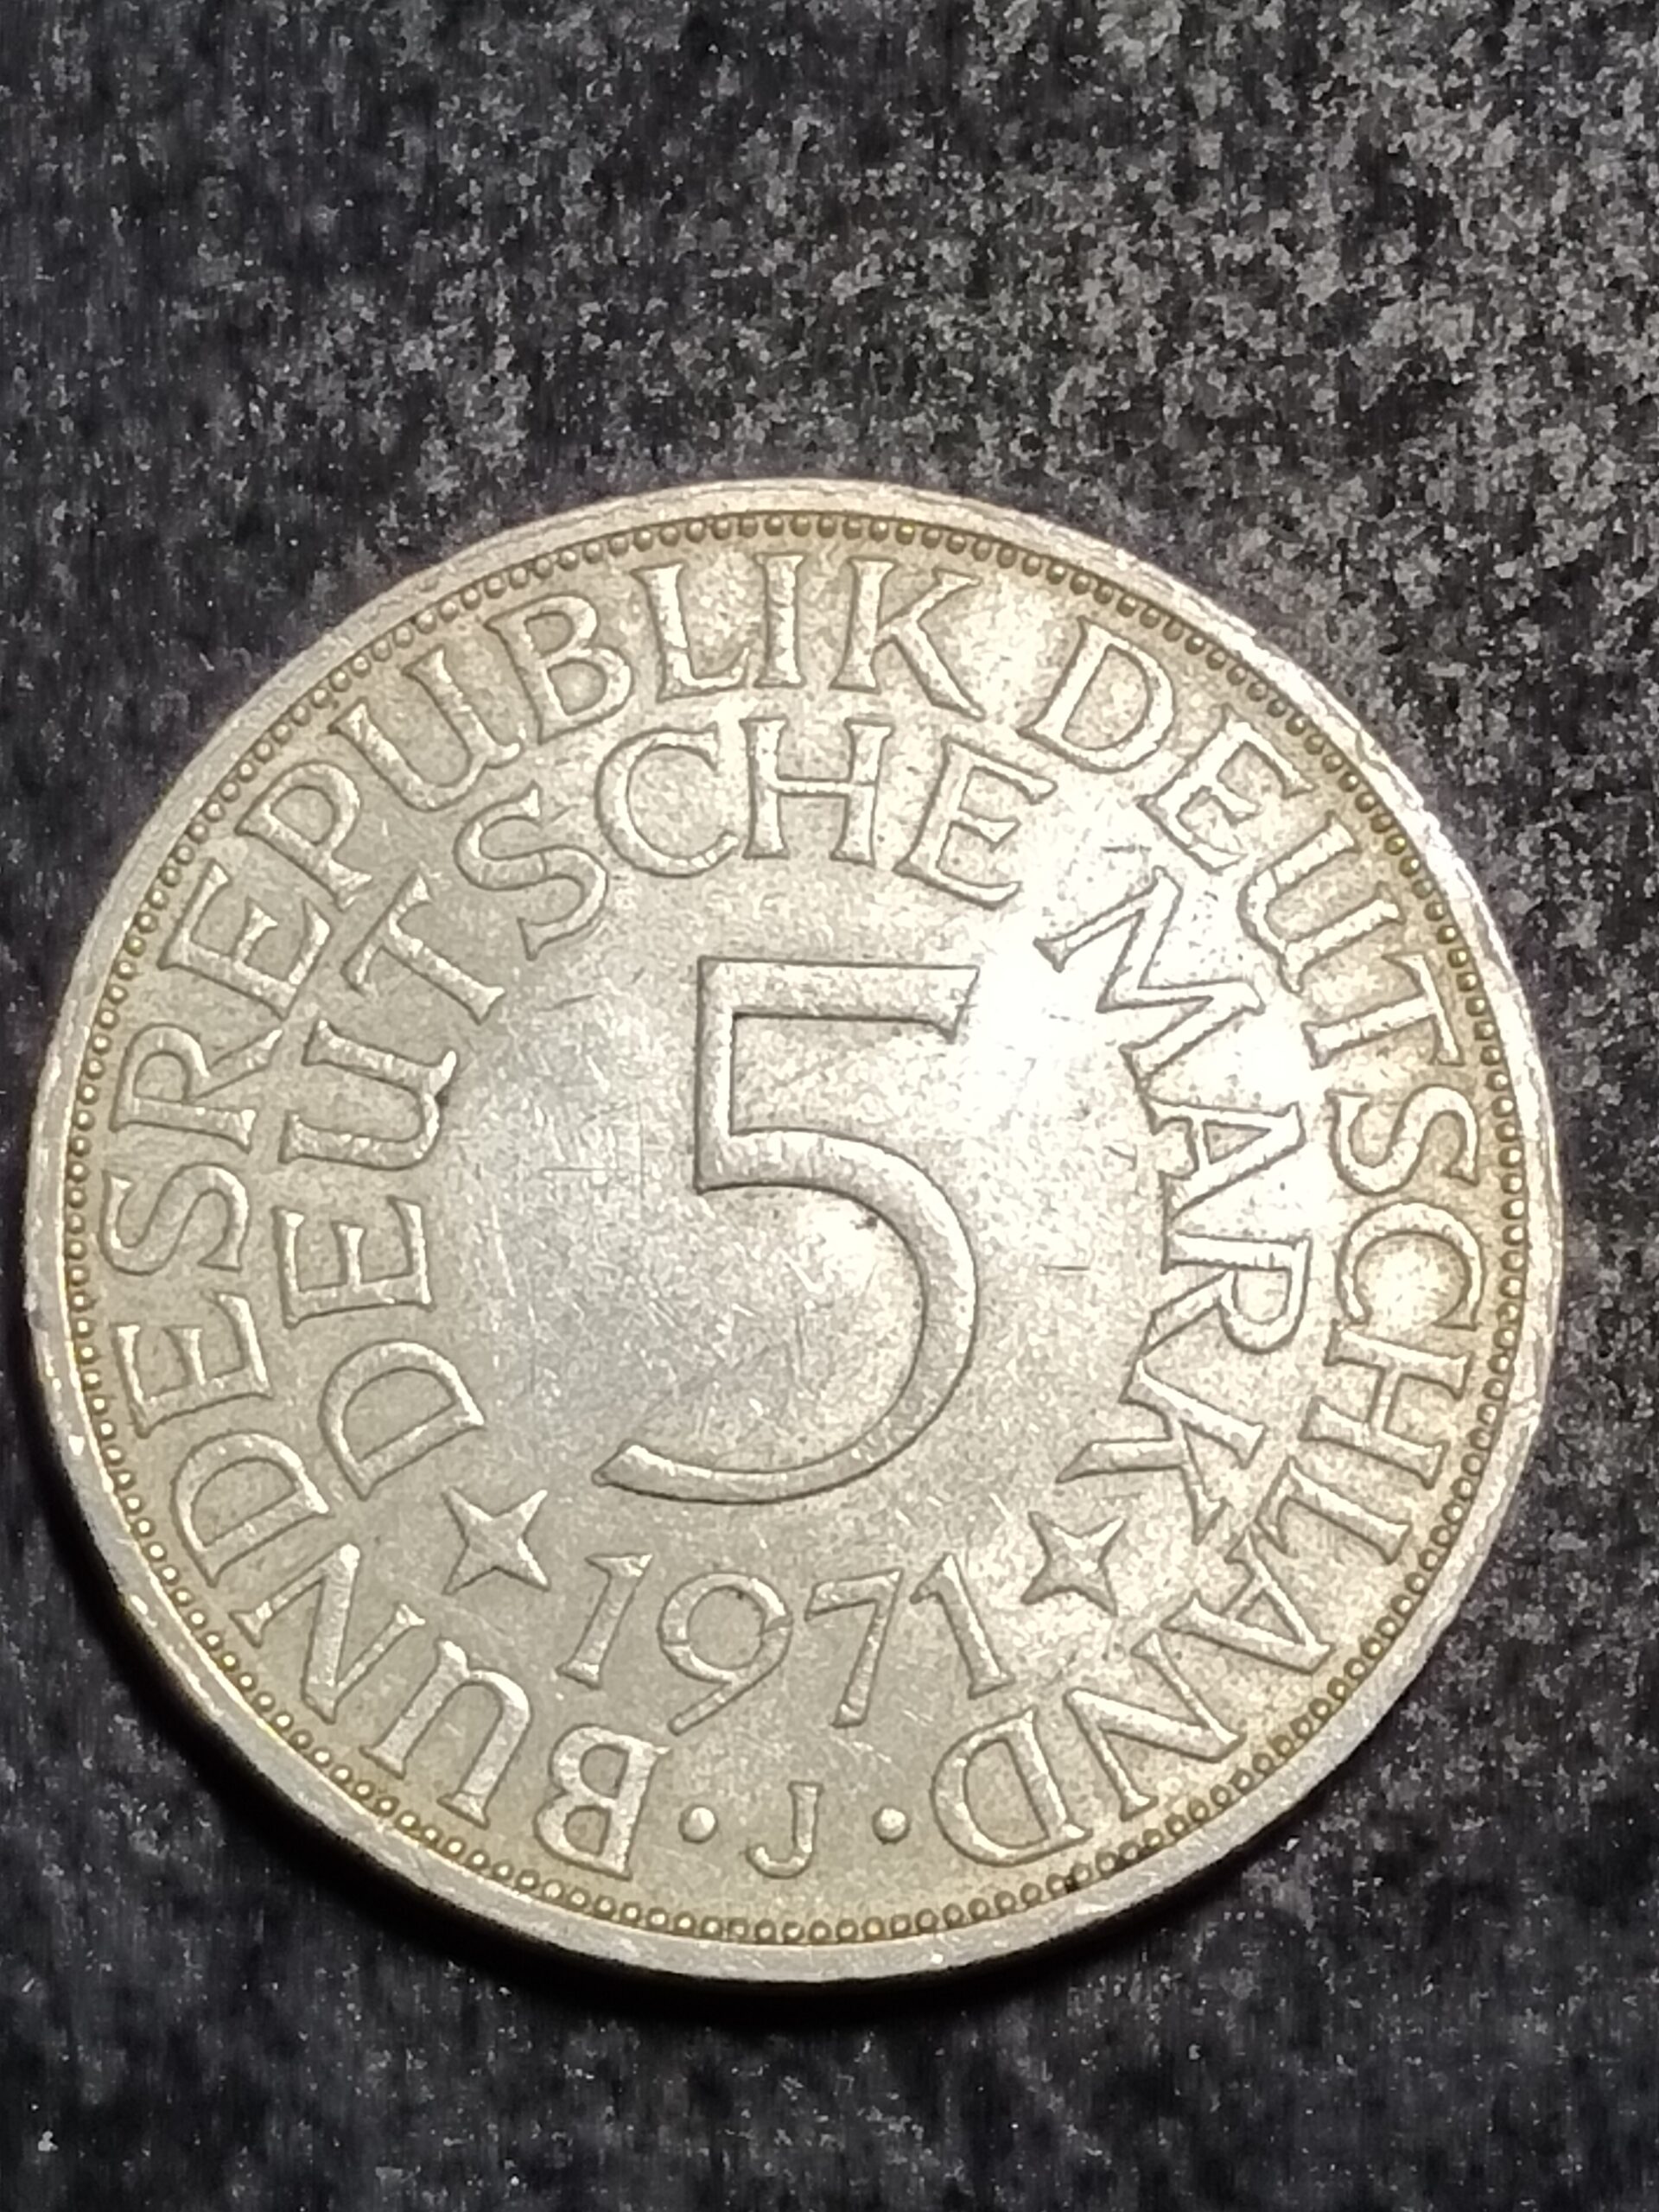 BUNDESREPUBLIK DEUTSCHLAND
DEUTSCHE MARK
5
1971
· J ·